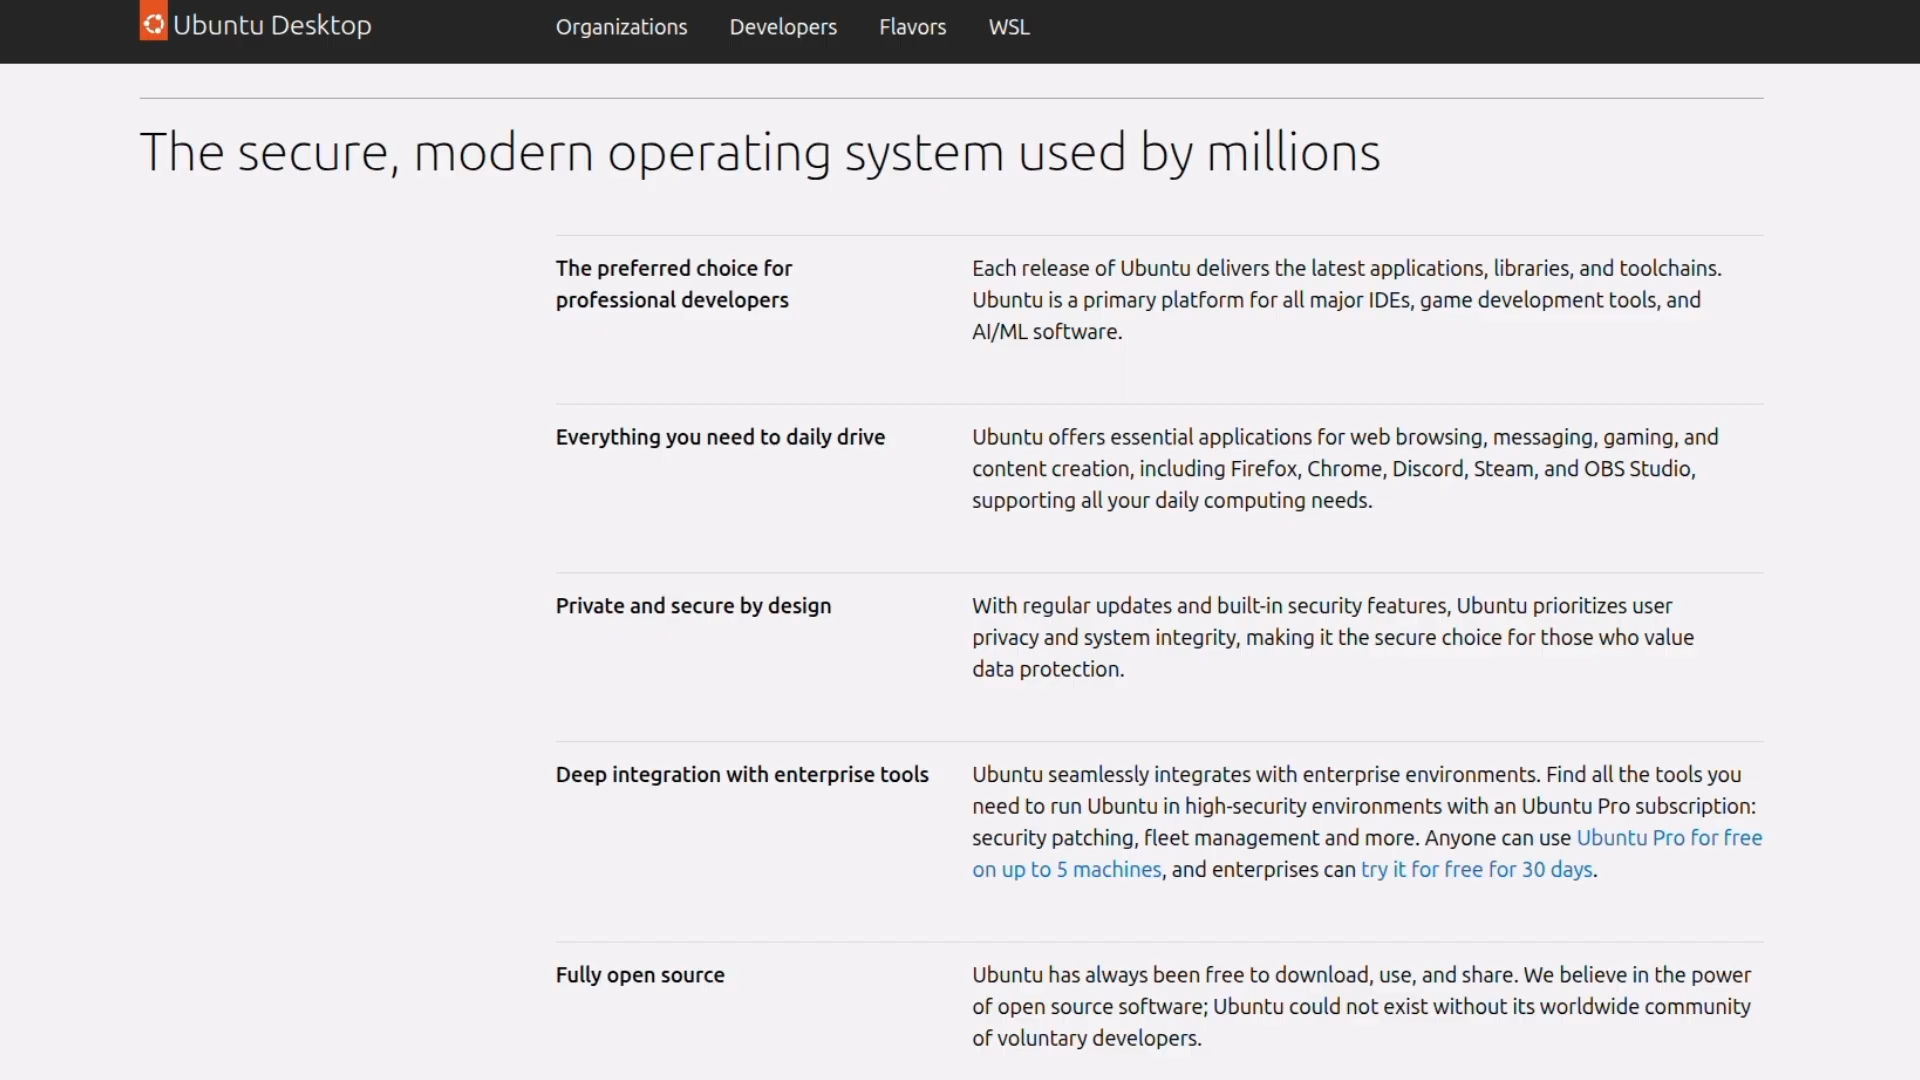 Ubuntu Desktop
Organizations
Developers
Flavors
WSL
The secure, modern operating system used by millions
The preferred choice for
professional developers
Each release of Ubuntu delivers the latest applications, libraries, and toolchains.
Ubuntu is a primary platform for all major IDEs, game development tools, and
AI/ML software.
Everything you need to daily drive
Ubuntu offers essential applications for web browsing, messaging, gaming, and
content creation, including Firefox, Chrome, Discord, Steam, and OBS Studio,
supporting all your daily computing needs.
Private and secure by design
With regular updates and built-in security features, Ubuntu prioritizes user
privacy and system integrity, making it the secure choice for those who value
data protection.
Deep integration with enterprise tools
Ubuntu seamlessly integrates with enterprise environments. Find all the tools you
need to run Ubuntu in high-security environments with an Ubuntu Pro subscription:
security patching, fleet management and more. Anyone can use Ubuntu Pro for free
on up to 5 machines, and enterprises can try it for free for 30 days.
Fully open source
Ubuntu has always been free to download, use, and share. We believe in the power
of open source software; Ubuntu could not exist without its worldwide community
of voluntary developers.